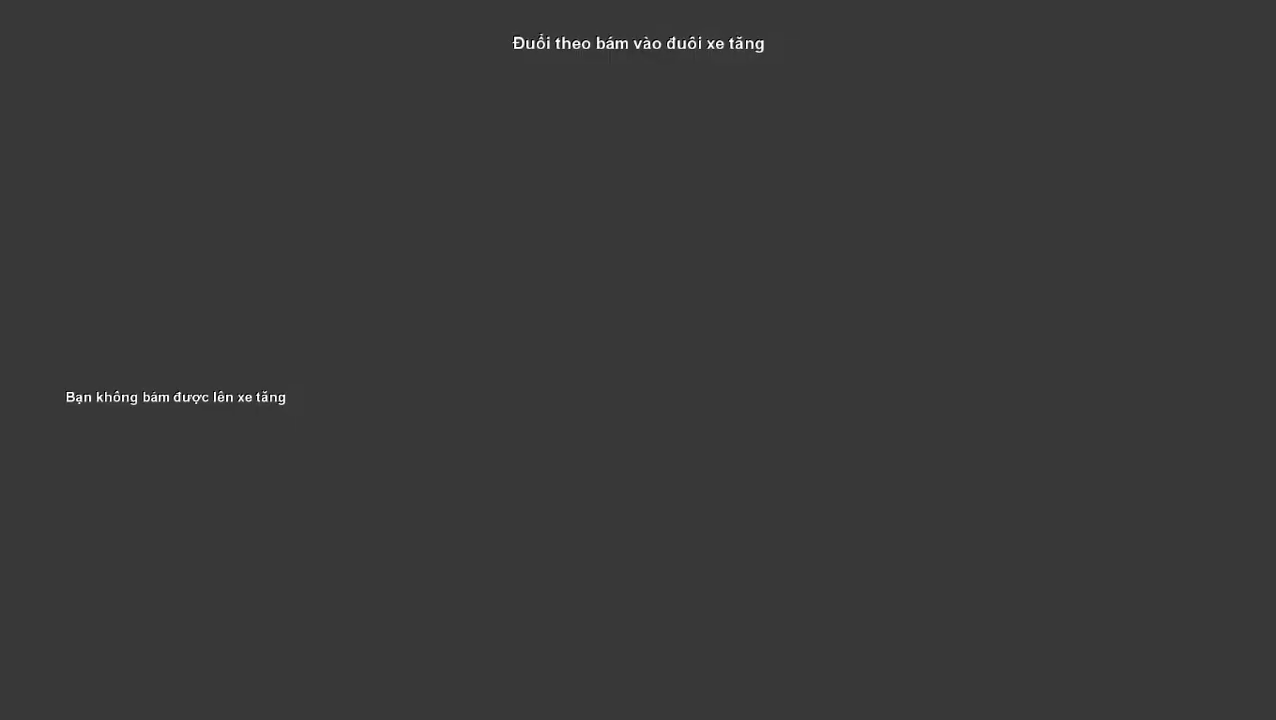 Đuổi theo bám vào đuôi xe tăng
Bạn không bám được lên xe tăng